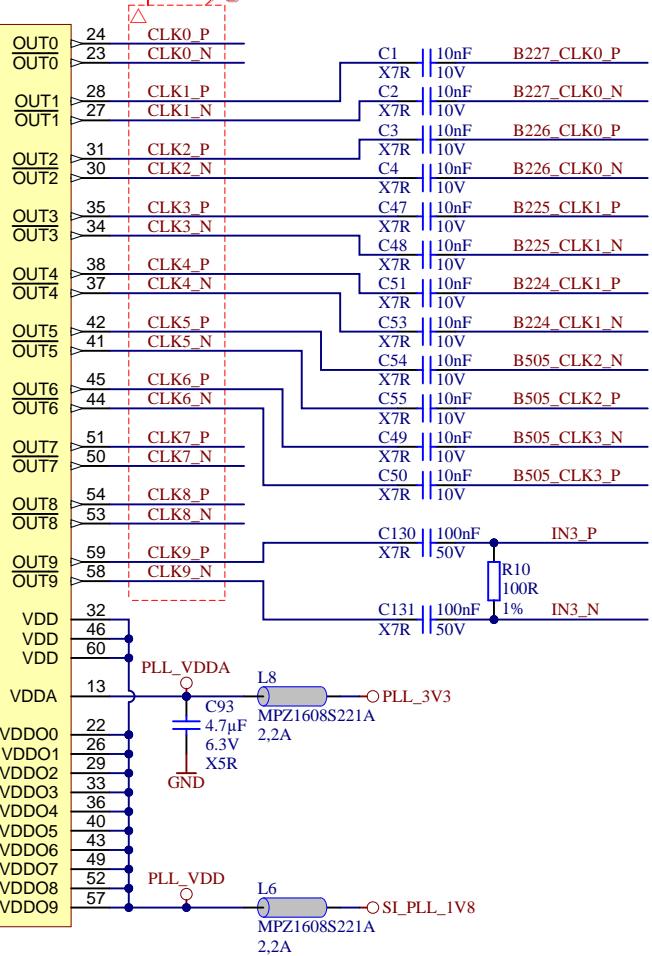 OUT0 24 CLK0_P
OUT0 23 CLK0_N
C1 10nF B227_CLK0_P
X7R 10V
OUT1 28 CLK1_P
OUT1 27 CLK1_N
C2 10nF B227_CLK0_N
X7R 10V
C3 10nF B226_CLK0_P
X7R 10V
OUT2 31 CLK2_P
OUT2 30 CLK2_N
C4 10nF B226_CLK0_N
X7R 10V
OUT3 35 CLK3_P
OUT3 34 CLK3_N
C47 10nF B225_CLK1_P
X7R 10V
C48 10nF B225_CLK1_N
X7R 10V
OUT4 38 CLK4_P
OUT4 37 CLK4_N
C51 10nF B224_CLK1_P
X7R 10V
C53 10nF B224_CLK1_N
X7R 10V
OUT5 42 CLK5_P
OUT5 41 CLK5_N
C54 10nF B505_CLK2_N
X7R 10V
C55 10nF B505_CLK2_P
X7R 10V
OUT6 45 CLK6_P
OUT6 44 CLK6_N
C49 10nF B505_CLK3_N
X7R 10V
C50 10nF B505_CLK3_P
X7R 10V
OUT7 51 CLK7_P
OUT7 50 CLK7_N
OUT8 54 CLK8_P
OUT8 53 CLK8_N
OUT9 59 CLK9_P
OUT9 58 CLK9_N
C130 100nF IN3_P
X7R 50V
R10
100R
1%
C131 100nF IN3_N
X7R 50V
VDD 32
VDD 46
VDD 60
PLL_VDDA
VDDA 13
L8
MPZ1608S221A
2,2A
PLL_3V3
C93
4.7µF
6.3V
X5R
GND
VDDO0 22
VDDO1 26
VDDO2 29
VDDO3 33
VDDO4 36
VDDO5 40
VDDO6 43
VDDO7 49
VDDO8 52
VDDO9 57
PLL_VDD
L6
MPZ1608S221A
2,2A
SI_PLL_1V8